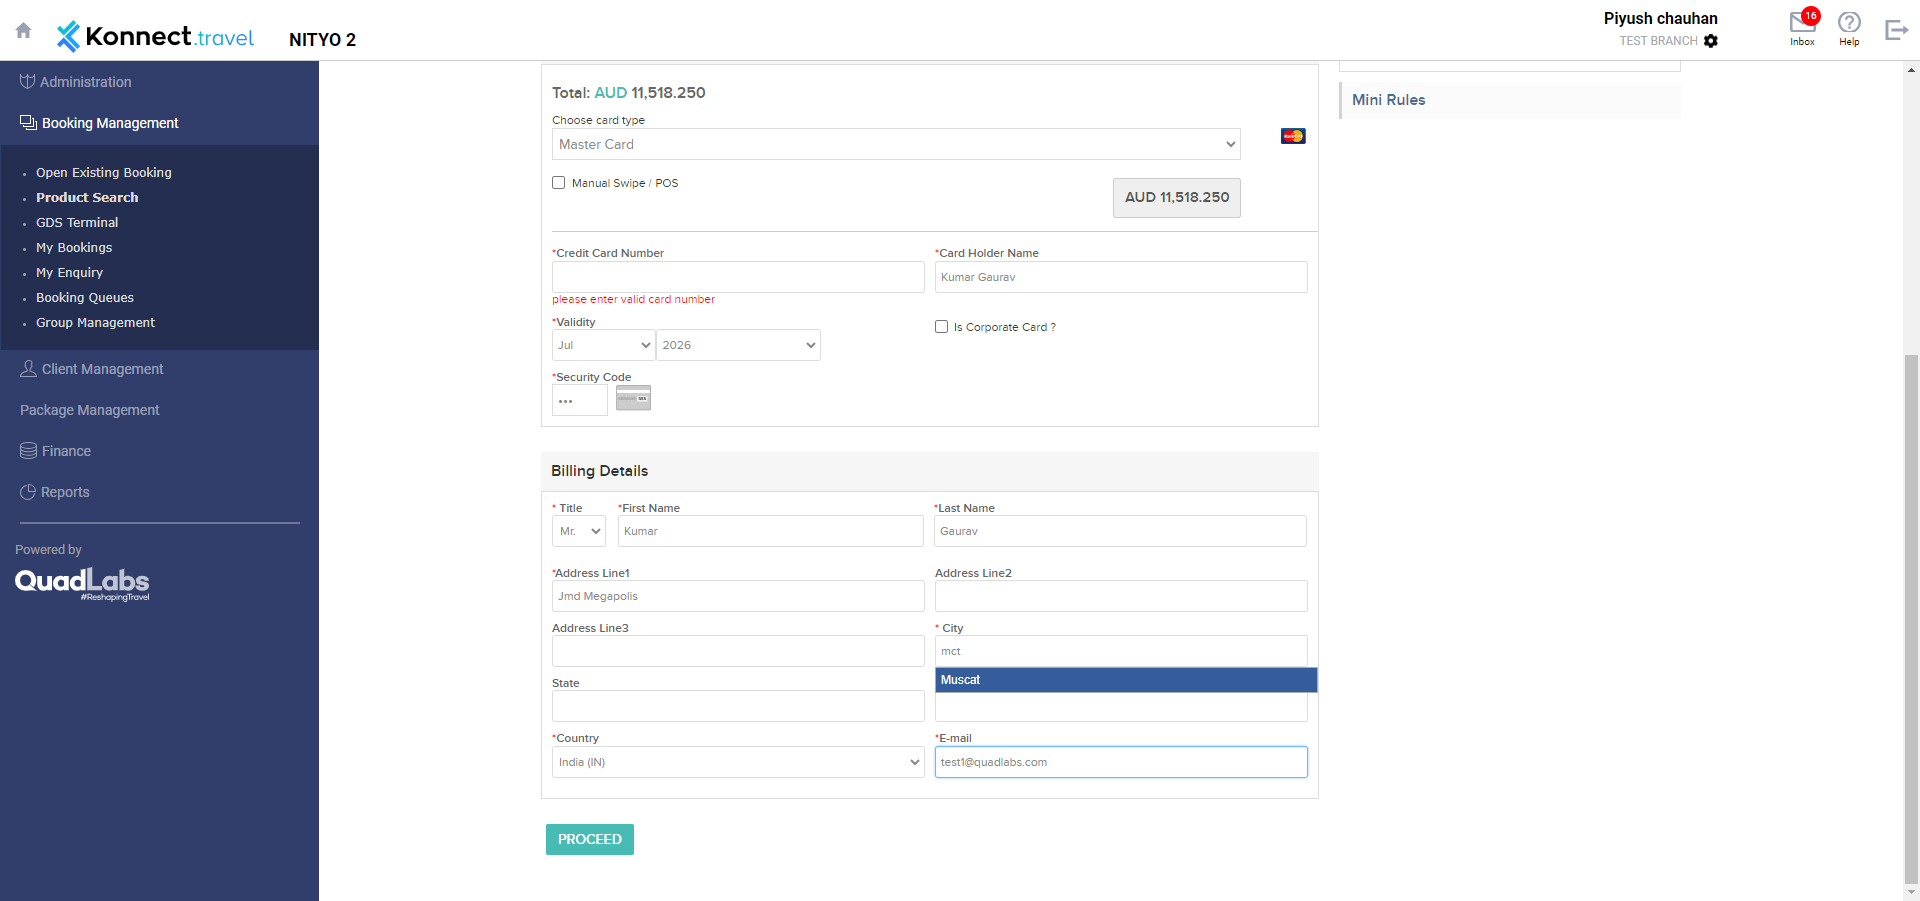 Konnect.travel
NITYO 2
Piyush chauhan
TEST BRANCH
16
Inbox
Help
Administration
Booking Management
Open Existing Booking
Product Search
GDS Terminal
My Bookings
My Enquiry
Booking Queues
Group Management
Client Management
Package Management
Finance
Reports
Powered by
QuadLabs
#ReshapingTravel
Total: AUD 11,518.250
Choose card type
Master Card
Manual Swipe / POS
AUD 11,518.250
*Credit Card Number
*Card Holder Name
Kumar Gaurav
please enter valid card number
*Validity
Is Corporate Card ?
Jul
2026
*Security Code
•••
Billing Details
* Title
*First Name
*Last Name
Mr.
Kumar
Gaurav
*Address Line1
Address Line2
Jmd Megapolis
Address Line3
* City
mct
Muscat
State
*Country
*E-mail
India (IN)
test1@quadlabs.com
PROCEED
Mini Rules